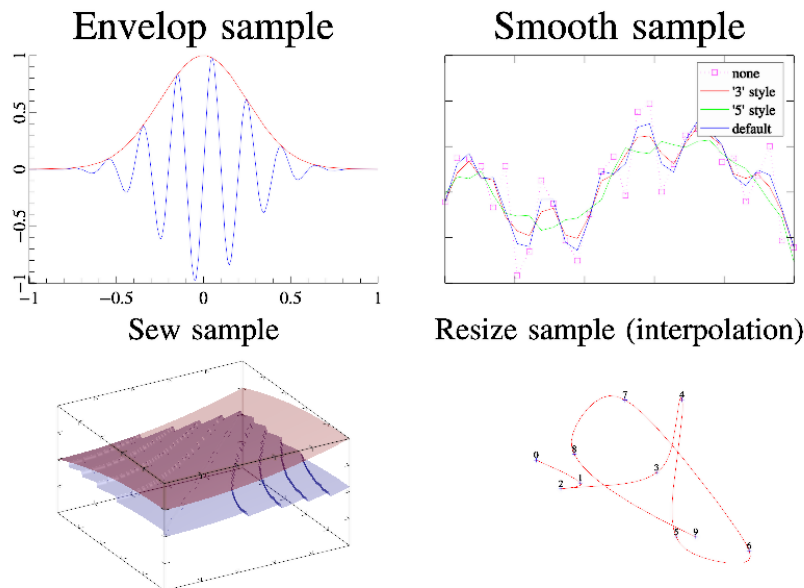 Envelop sample
Smooth sample
1
0.5
0
−0.5
−1
−1
−0.5
0
0.5
1
none
'3' style
'5' style
default
Sew sample
Resize sample (interpolation)
7
4
0
8
3
1
2
5
9
6